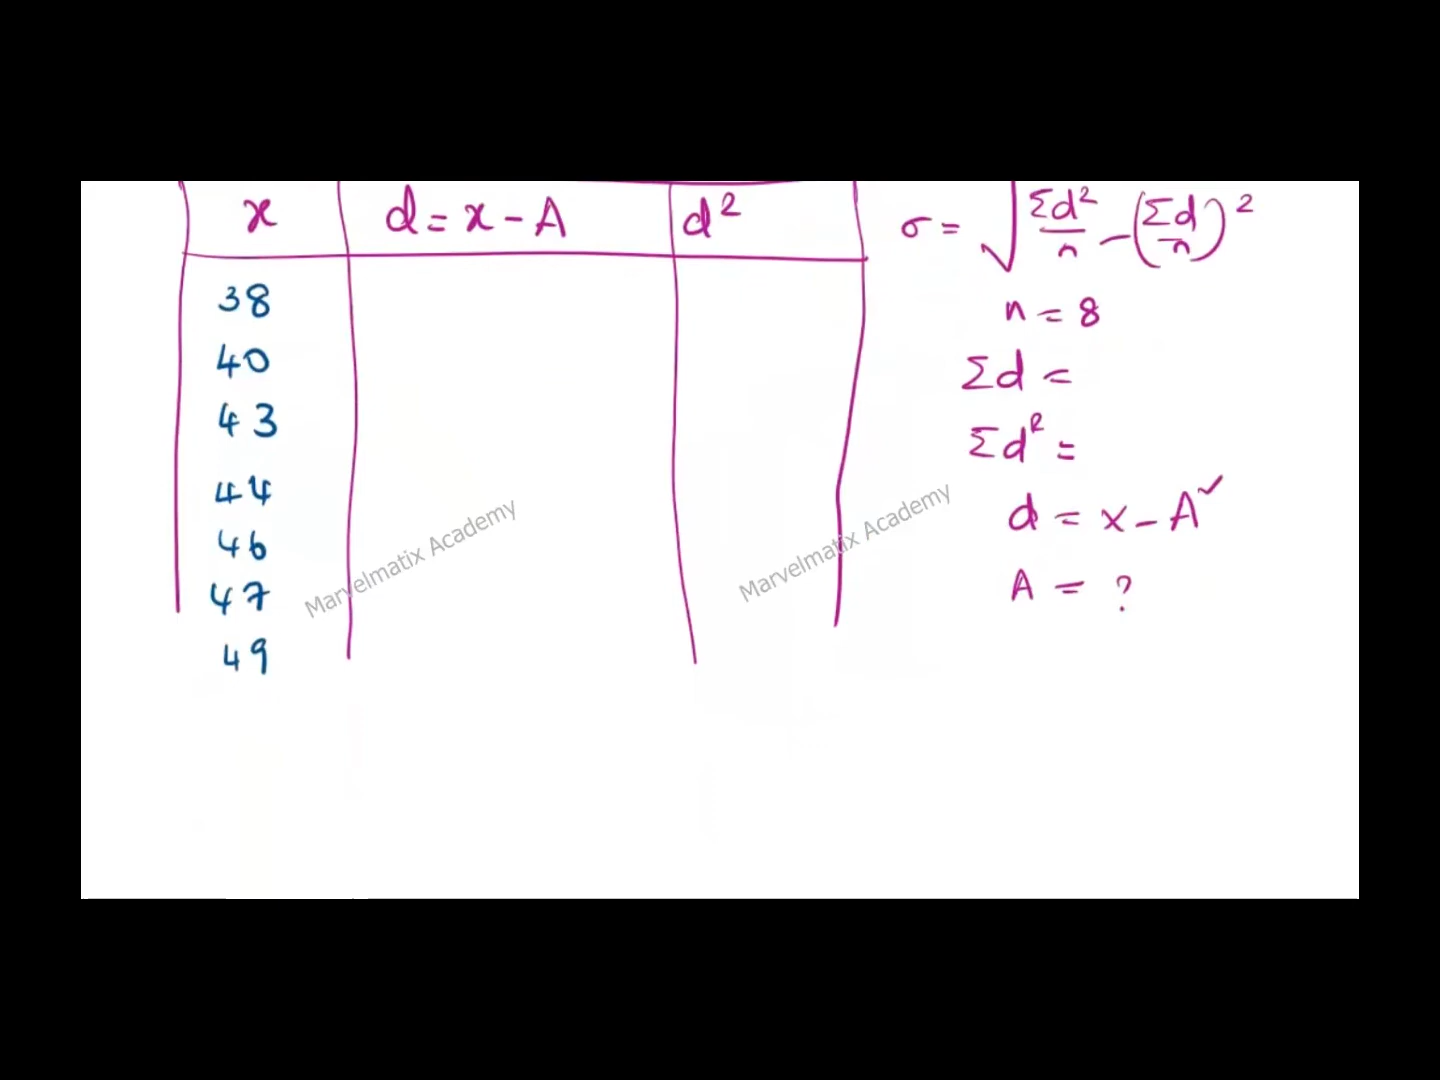 x d = x - A d²
σ = √(Σd²/n - (Σd/n)²)
38
40
43
44
46
47
49
n = 8
Σd =
Σd² =
d = x - A ✓
A = ?
Marvelmatix Academy
Marvelmatix Academy